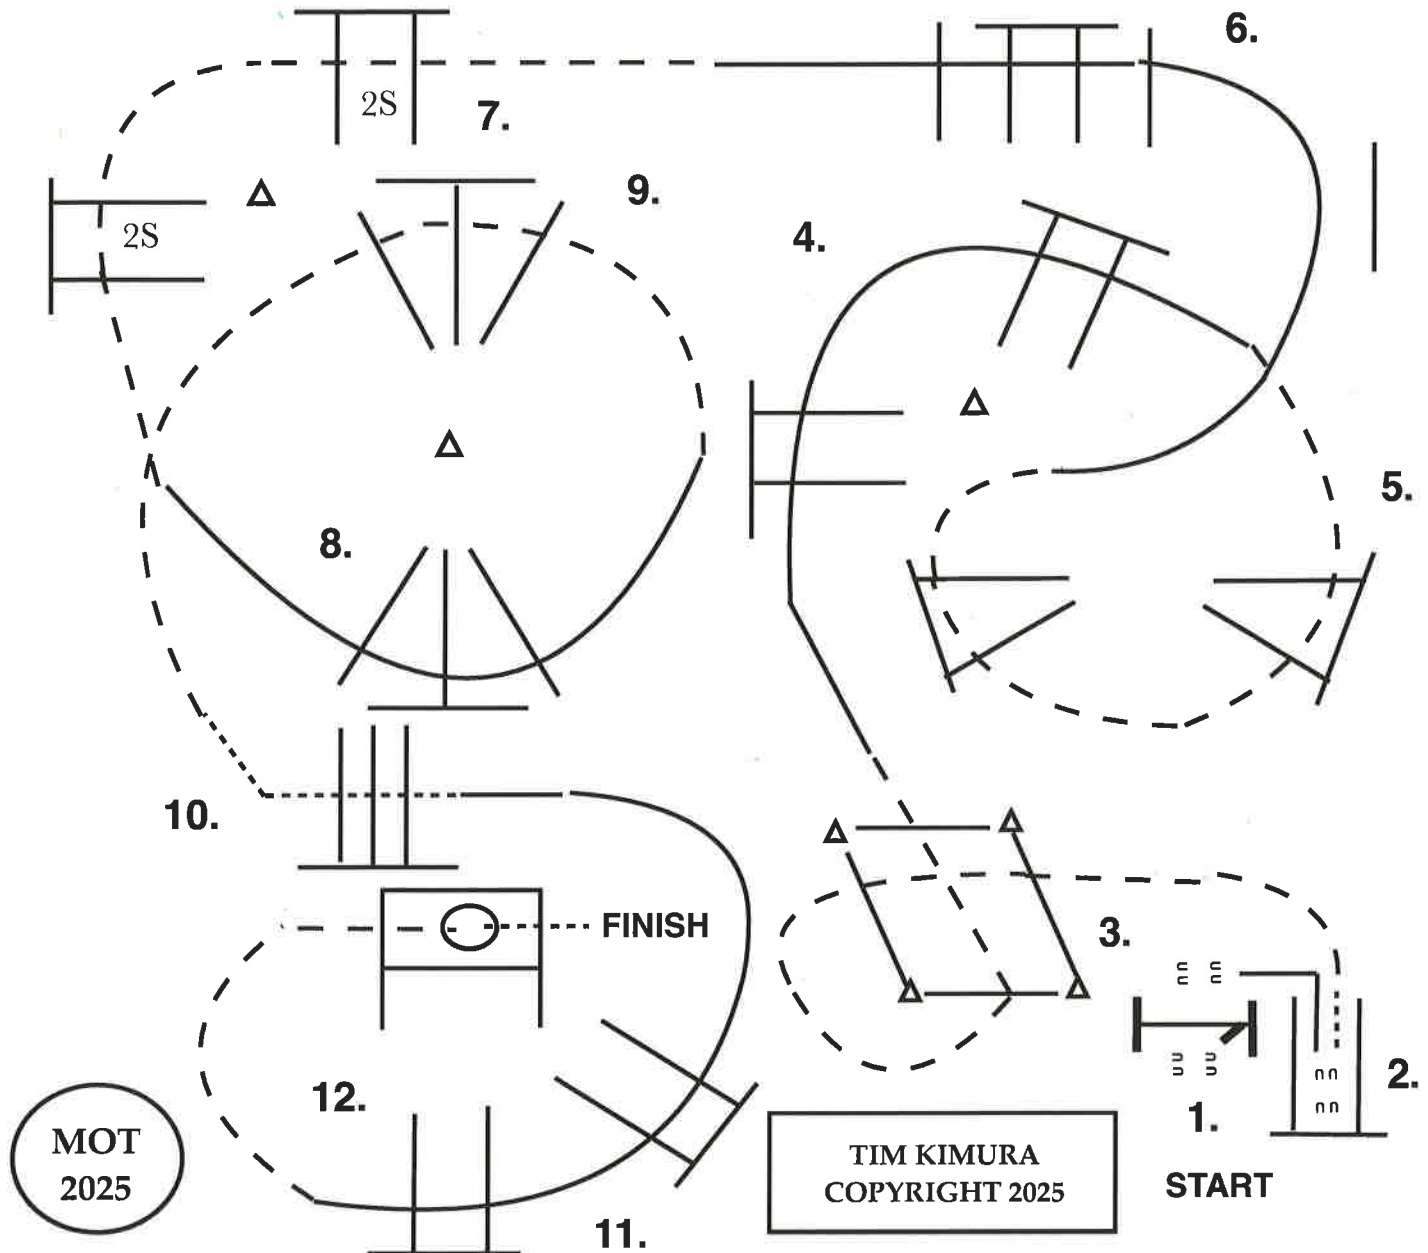 6.
2S
7.
9.
4.
2S
5.
8.
10.
FINISH
3.
2.
12.
1.
MOT
2025
TIM KIMURA
COPYRIGHT 2025
START
11.